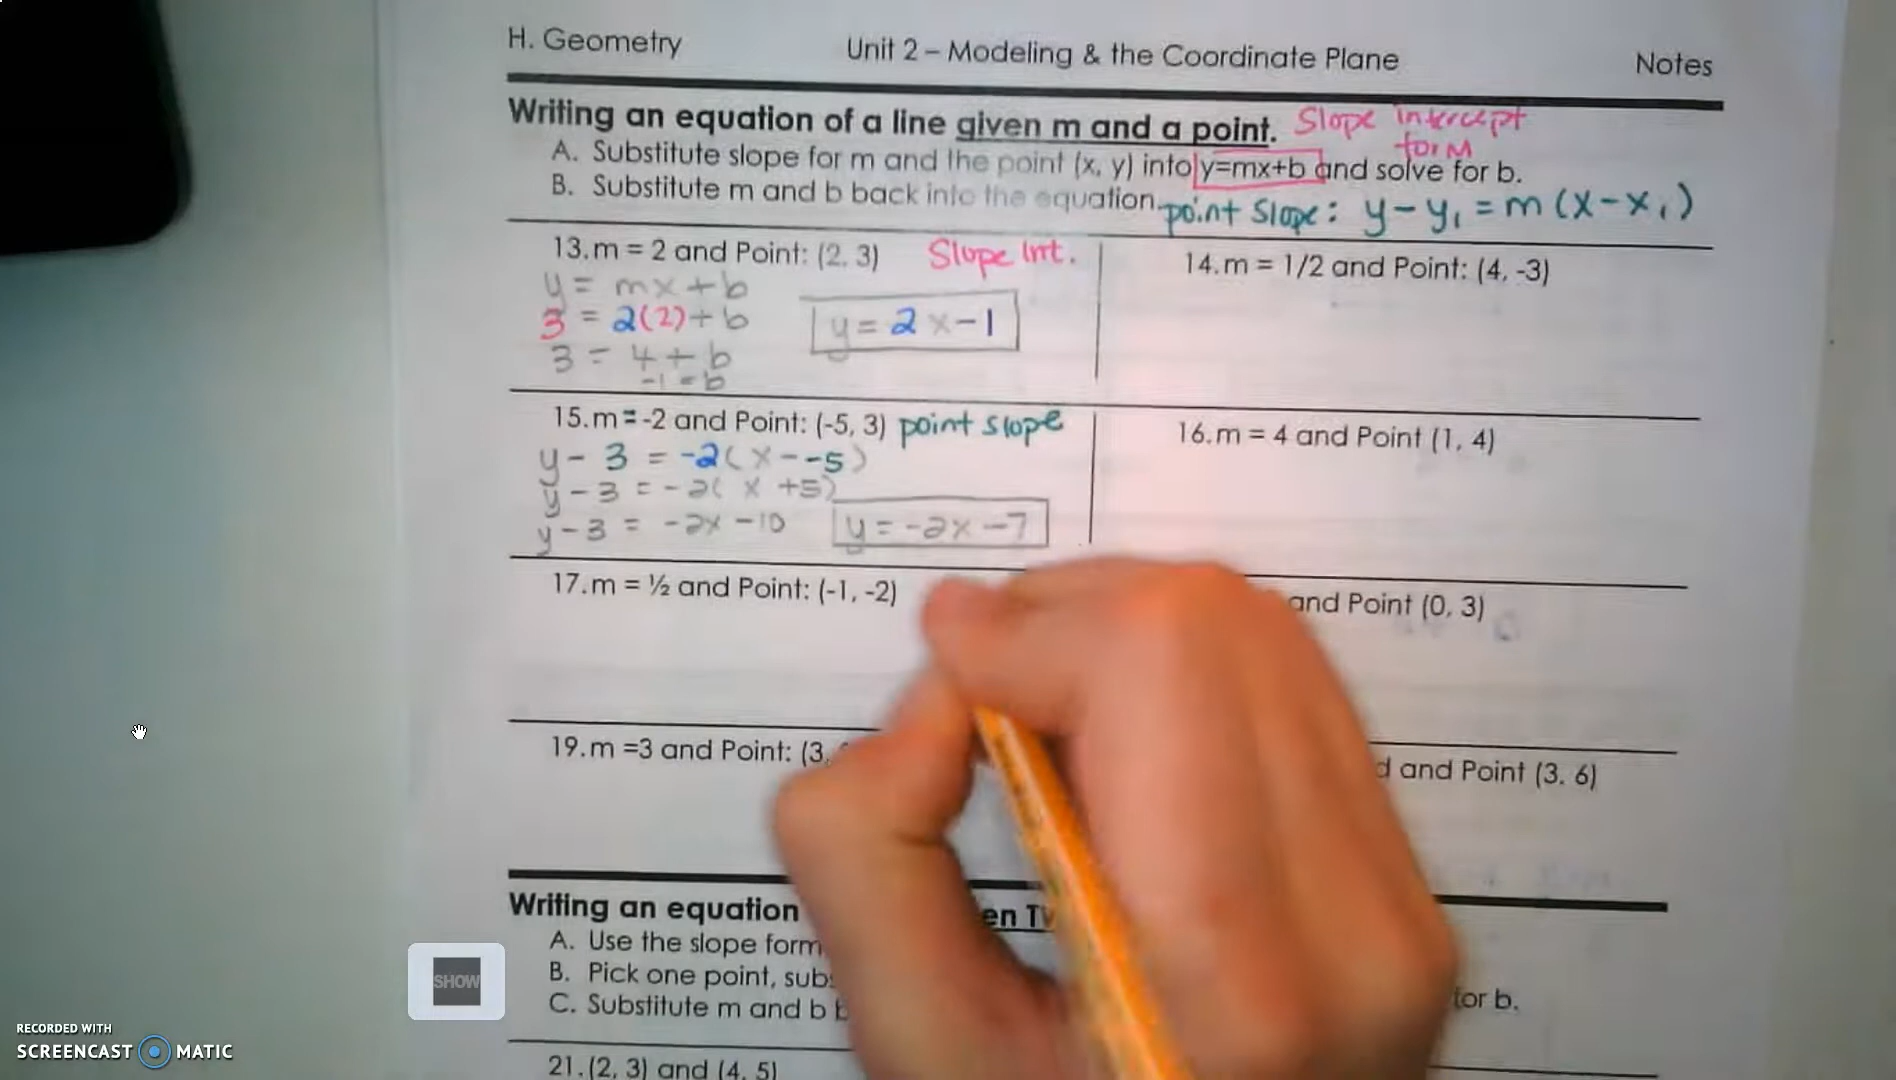 H. Geometry Unit 2 – Modeling & the Coordinate Plane Notes
Writing an equation of a line given m and a point. Slope intercept form
A. Substitute slope for m and the point (x, y) into y=mx+b and solve for b.
B. Substitute m and b back into the equation. point Slope: y - y₁ = m (x - x₁)
13. m = 2 and Point: (2, 3) Slope Int.
y = mx + b
3 = 2(2) + b
3 = 4 + b
-1 = b
y = 2x - 1
14. m = 1/2 and Point: (4, -3)
15. m = -2 and Point: (-5, 3) point slope
y - 3 = -2(x - -5)
y - 3 = -2(x +5)
y - 3 = -2x - 10
y = -2x - 7
16. m = 4 and Point (1, 4)
17. m = ½ and Point: (-1, -2)
and Point (0, 3)
19. m =3 and Point: (3,
and Point (3. 6)
Writing an equation
A. Use the slope
B. Pick one point,
C. Substitute m and b
for b.
21. (2, 3) and (4, 5)
SHOW
RECORDED WITH
SCREENCAST MATIC